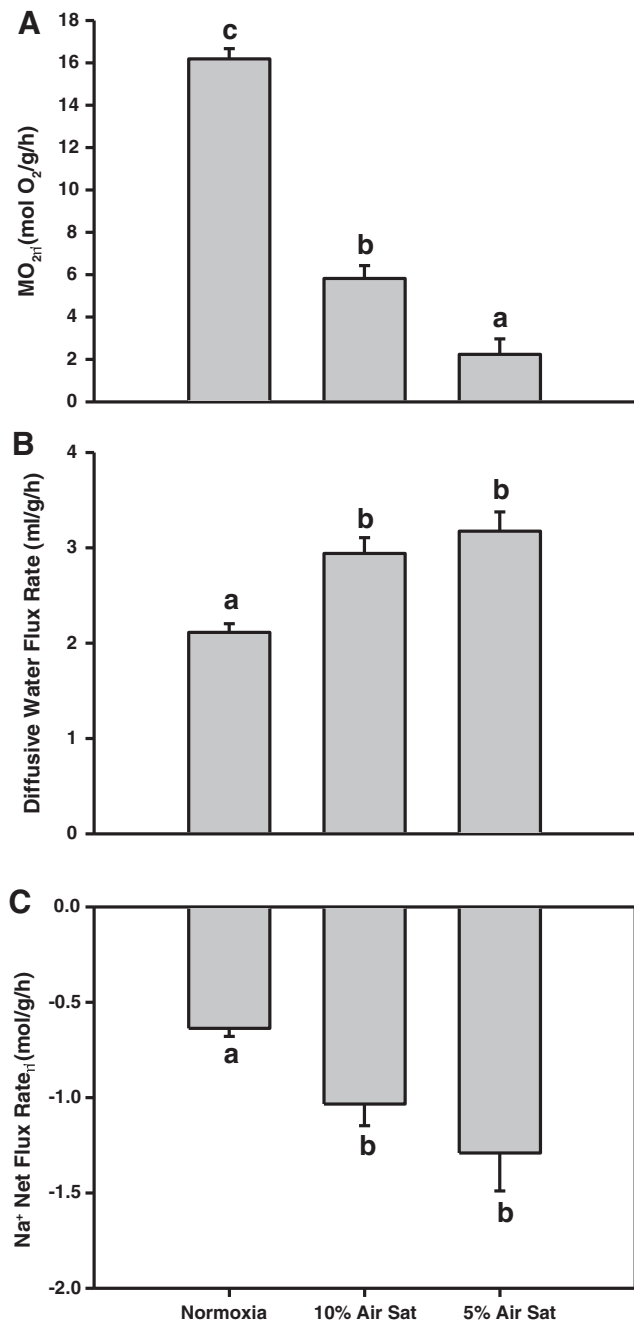 A
MO₂ᵣᵢ (mol O₂/g/h)
18
16
14
12
10
8
6
4
2
0
c
b
a
B
Diffusive Water Flux Rate (ml/g/h)
4
3
2
1
0
a
b
b
C
Na⁺ Net Flux Rateᵣᵢ (mol/g/h)
0.0
-0.5
-1.0
-1.5
-2.0
a
b
b
Normoxia 10% Air Sat 5% Air Sat